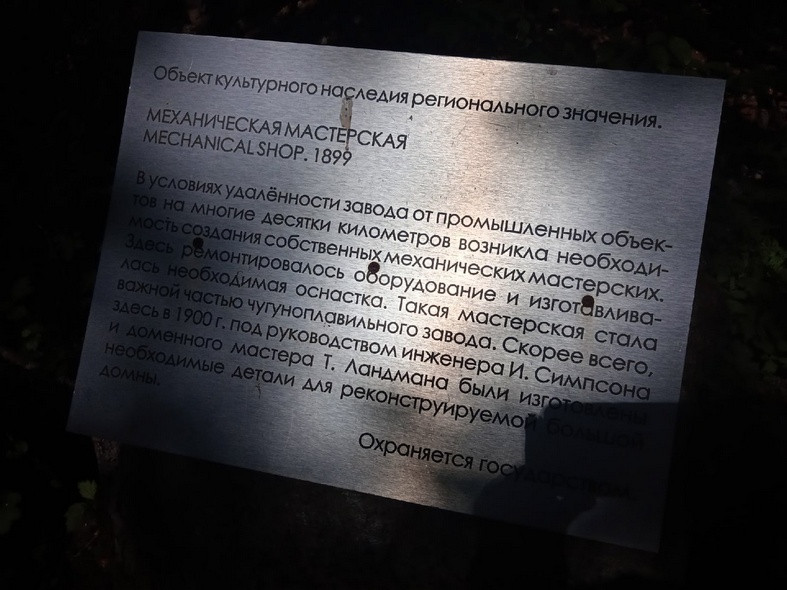 Объект культурного наследия регионального значения.
МЕХАНИЧЕСКАЯ МАСТЕРСКАЯ
MECHANICAL SHOP. 1899
В условиях удалённости завода от промышленных объек-
тов на многие десятки километров возникла необходи-
мость создания собственных механических мастерских.
Здесь ремонтировалось оборудование и изготавлива-
лась необходимая оснастка. Такая мастерская стала
важной частью чугуноплавильного завода. Скорее всего,
здесь в 1900 г. под руководством инженера И. Симпсона
и доменного мастера Т. Ландмана были изготовлены
необходимые детали для реконструируемой большой
домны.
Охраняется государством.